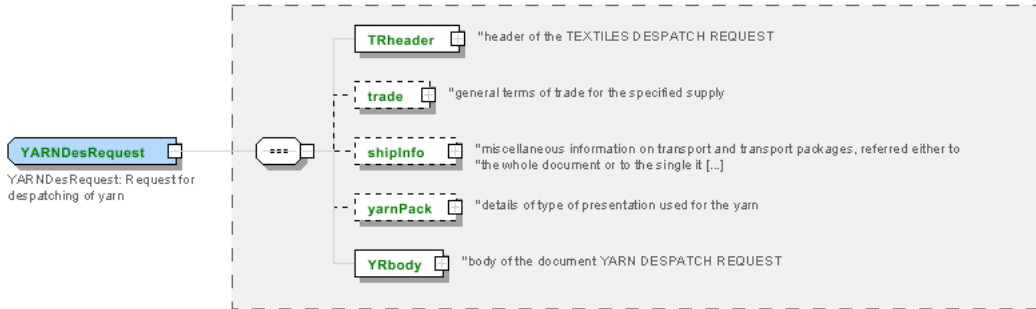 TRheader
"header of the TEXTILES DESPATCH REQUEST
trade
"general terms of trade for the specified supply
YARNDesRequest
YARNDesRequest: Request for
despatching of yarn
shipInfo
"miscellaneous information on transport and transport packages, referred either to
"the whole document or to the single it [...]
yarnPack
"details of type of presentation used for the yarn
YRbody
"body of the document YARN DESPATCH REQUEST